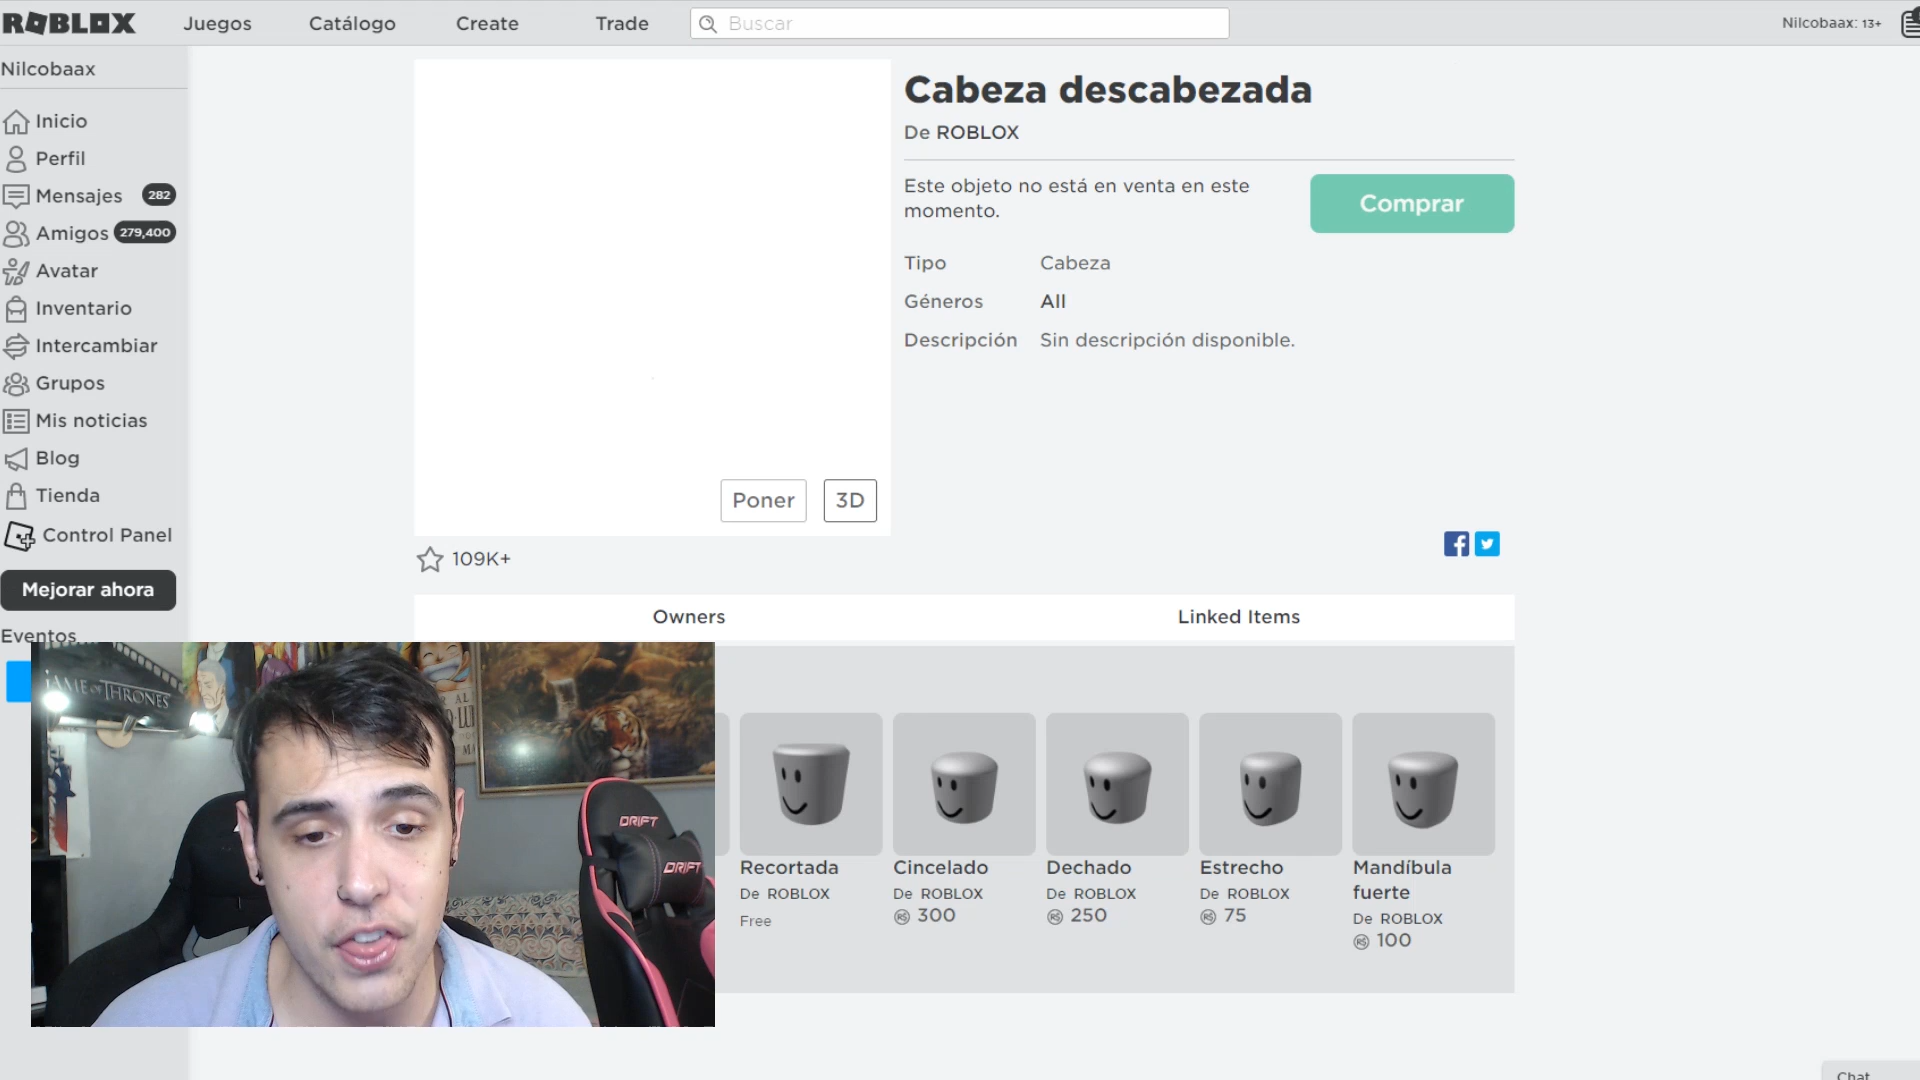 ROBLOX
Juegos
Catálogo
Create
Trade
Buscar
Nilcobaax: 13+
Nilcobaax
Inicio
Perfil
Mensajes 282
Amigos 279,400
Avatar
Inventario
Intercambiar
Grupos
Mis noticias
Blog
Tienda
Control Panel
Mejorar ahora
Eventos
Cabeza descabezada
De ROBLOX
Este objeto no está en venta en este
momento.
Comprar
Tipo Cabeza
Géneros All
Descripción Sin descripción disponible.
Poner
3D
109K+
Owners
Linked Items
Recortada
De ROBLOX
Free
Cincelado
De ROBLOX
300
Dechado
De ROBLOX
250
Estrecho
De ROBLOX
75
Mandíbula
fuerte
De ROBLOX
100
GAME OF THRONES
DRIFT
DRIFT
Chat